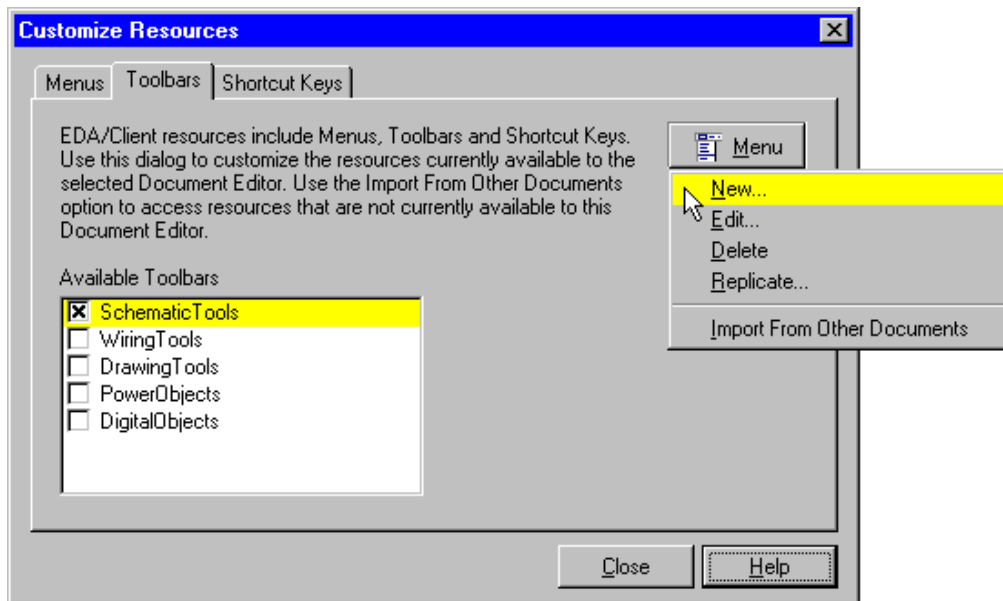 Customize Resources
Menus Toolbars Shortcut Keys
EDA/Client resources include Menus, Toolbars and Shortcut Keys.
Use this dialog to customize the resources currently available to the
selected Document Editor. Use the Import From Other Documents
option to access resources that are not currently available to this
Document Editor.
Menu
New...
Edit...
Delete
Replicate...
Import From Other Documents
Available Toolbars
SchematicTools
WiringTools
DrawingTools
PowerObjects
DigitalObjects
Close Help